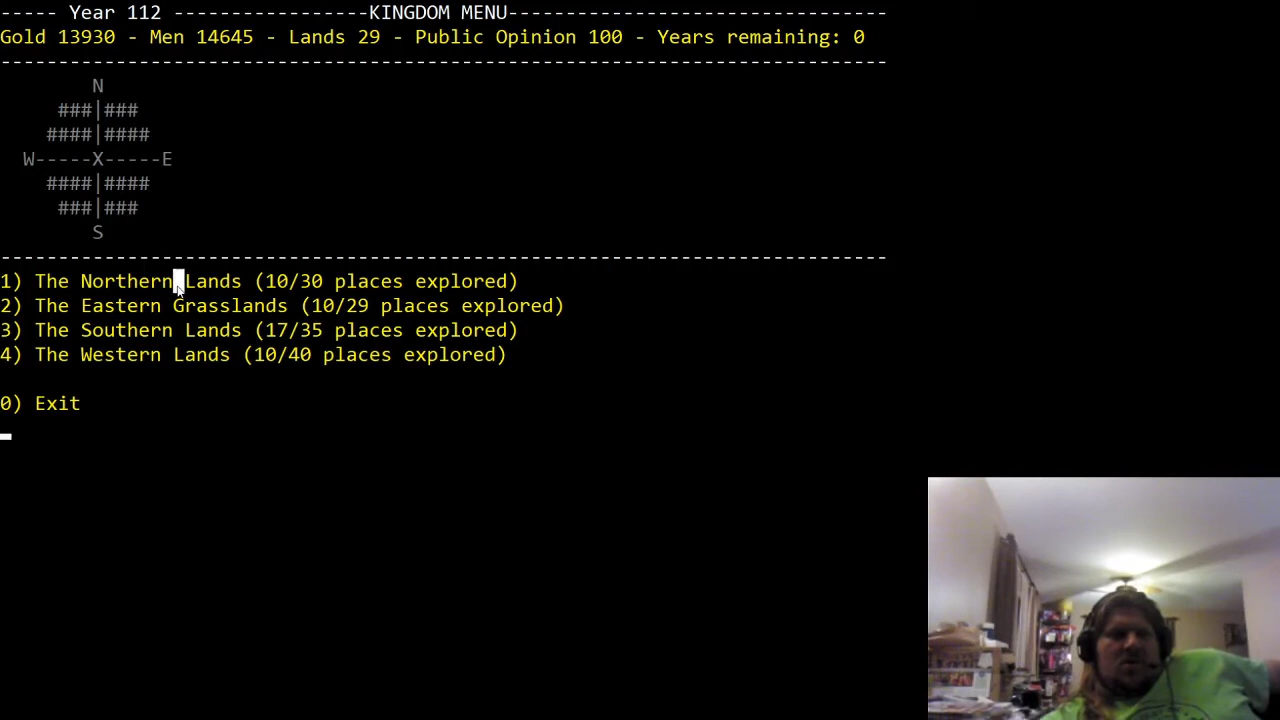 ----- Year 112 -----------------KINGDOM MENU---------------------------------
Gold 13930 - Men 14645 - Lands 29 - Public Opinion 100 - Years remaining: 0
-----------------------------------------------------------------------------
N
###|###
####|####
W-----X-----E
####|####
###|###
S
-----------------------------------------------------------------------------
1) The Northern Lands (10/30 places explored)
2) The Eastern Grasslands (10/29 places explored)
3) The Southern Lands (17/35 places explored)
4) The Western Lands (10/40 places explored)
0) Exit